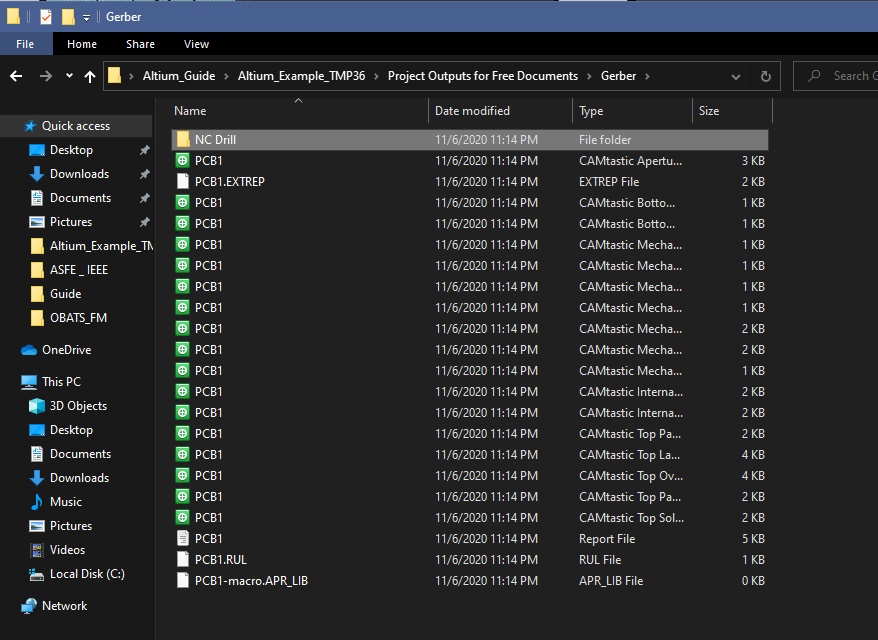 Gerber
File Home Share View
Altium_Guide Altium_Example_TMP36 Project Outputs for Free Documents Gerber Search G
Name Date modified Type Size
Quick access
Desktop
Downloads
Documents
Pictures
Altium_Example_TM
ASFE _ IEEE
Guide
OBATS_FM
OneDrive
This PC
3D Objects
Desktop
Documents
Downloads
Music
Pictures
Videos
Local Disk (C:)
Network
NC Drill 11/6/2020 11:14 PM File folder
PCB1 11/6/2020 11:14 PM CAMtastic Apertu... 3 KB
PCB1.EXTREP 11/6/2020 11:14 PM EXTREP File 2 KB
PCB1 11/6/2020 11:14 PM CAMtastic Botto... 1 KB
PCB1 11/6/2020 11:14 PM CAMtastic Botto... 1 KB
PCB1 11/6/2020 11:14 PM CAMtastic Mecha... 1 KB
PCB1 11/6/2020 11:14 PM CAMtastic Mecha... 1 KB
PCB1 11/6/2020 11:14 PM CAMtastic Mecha... 1 KB
PCB1 11/6/2020 11:14 PM CAMtastic Mecha... 1 KB
PCB1 11/6/2020 11:14 PM CAMtastic Mecha... 2 KB
PCB1 11/6/2020 11:14 PM CAMtastic Mecha... 2 KB
PCB1 11/6/2020 11:14 PM CAMtastic Mecha... 1 KB
PCB1 11/6/2020 11:14 PM CAMtastic Interna... 2 KB
PCB1 11/6/2020 11:14 PM CAMtastic Interna... 2 KB
PCB1 11/6/2020 11:14 PM CAMtastic Top Pa... 2 KB
PCB1 11/6/2020 11:14 PM CAMtastic Top La... 4 KB
PCB1 11/6/2020 11:14 PM CAMtastic Top Ov... 4 KB
PCB1 11/6/2020 11:14 PM CAMtastic Top Pa... 2 KB
PCB1 11/6/2020 11:14 PM CAMtastic Top Sol... 2 KB
PCB1 11/6/2020 11:14 PM Report File 5 KB
PCB1.RUL 11/6/2020 11:14 PM RUL File 1 KB
PCB1-macro.APR_LIB 11/6/2020 11:14 PM APR_LIB File 0 KB